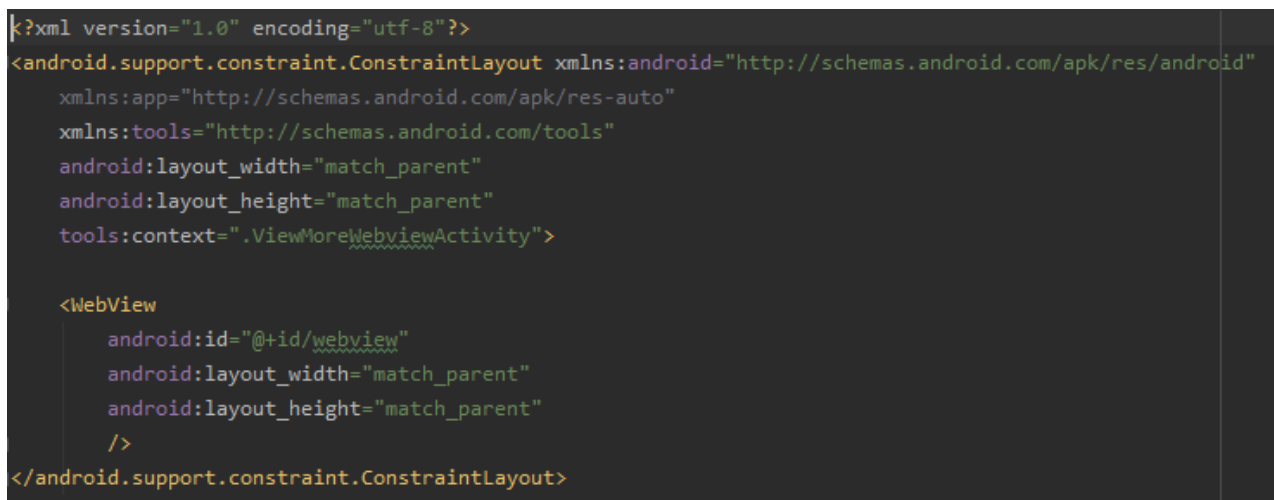 <?xml version="1.0" encoding="utf-8"?>
<android.support.constraint.ConstraintLayout xmlns:android="http://schemas.android.com/apk/res/android"
    xmlns:app="http://schemas.android.com/apk/res-auto"
    xmlns:tools="http://schemas.android.com/tools"
    android:layout_width="match_parent"
    android:layout_height="match_parent"
    tools:context=".ViewMoreWebviewActivity">

    <WebView
        android:id="@+id/webview"
        android:layout_width="match_parent"
        android:layout_height="match_parent"
        />
</android.support.constraint.ConstraintLayout>